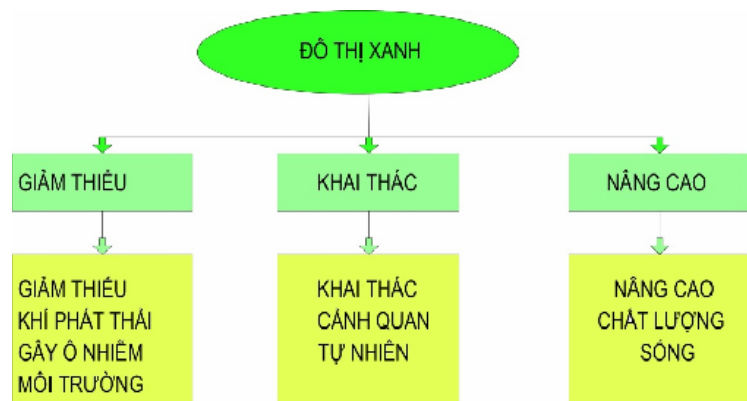 ĐÔ THỊ XANH
GIẢM THIỂU
KHAI THÁC
NÂNG CAO
GIẢM THIỂU
KHÍ PHÁT THẢI
GÂY Ô NHIỄM
MÔI TRƯỜNG
KHAI THÁC
CẢNH QUAN
TỰ NHIÊN
NÂNG CAO
CHẤT LƯỢNG
SỐNG